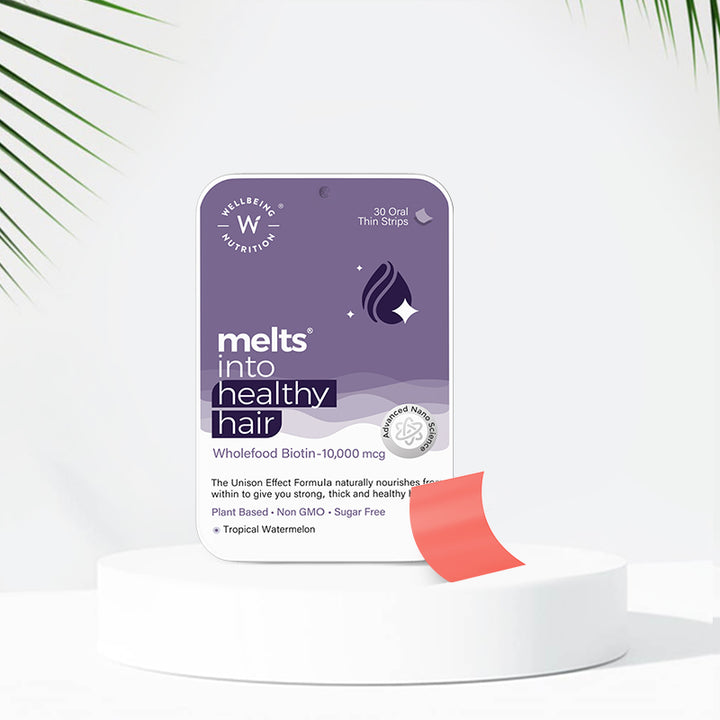 WELLBEING
W
NUTRITION
®
30 Oral
Thin Strips
melts®
into
healthy
hair
Advanced Nano Science
Wholefood Biotin-10,000 mcg
The Unison Effect Formula naturally nourishes
within to give you strong, thick and healthy
Plant Based • Non GMO • Sugar Free
Tropical Watermelon